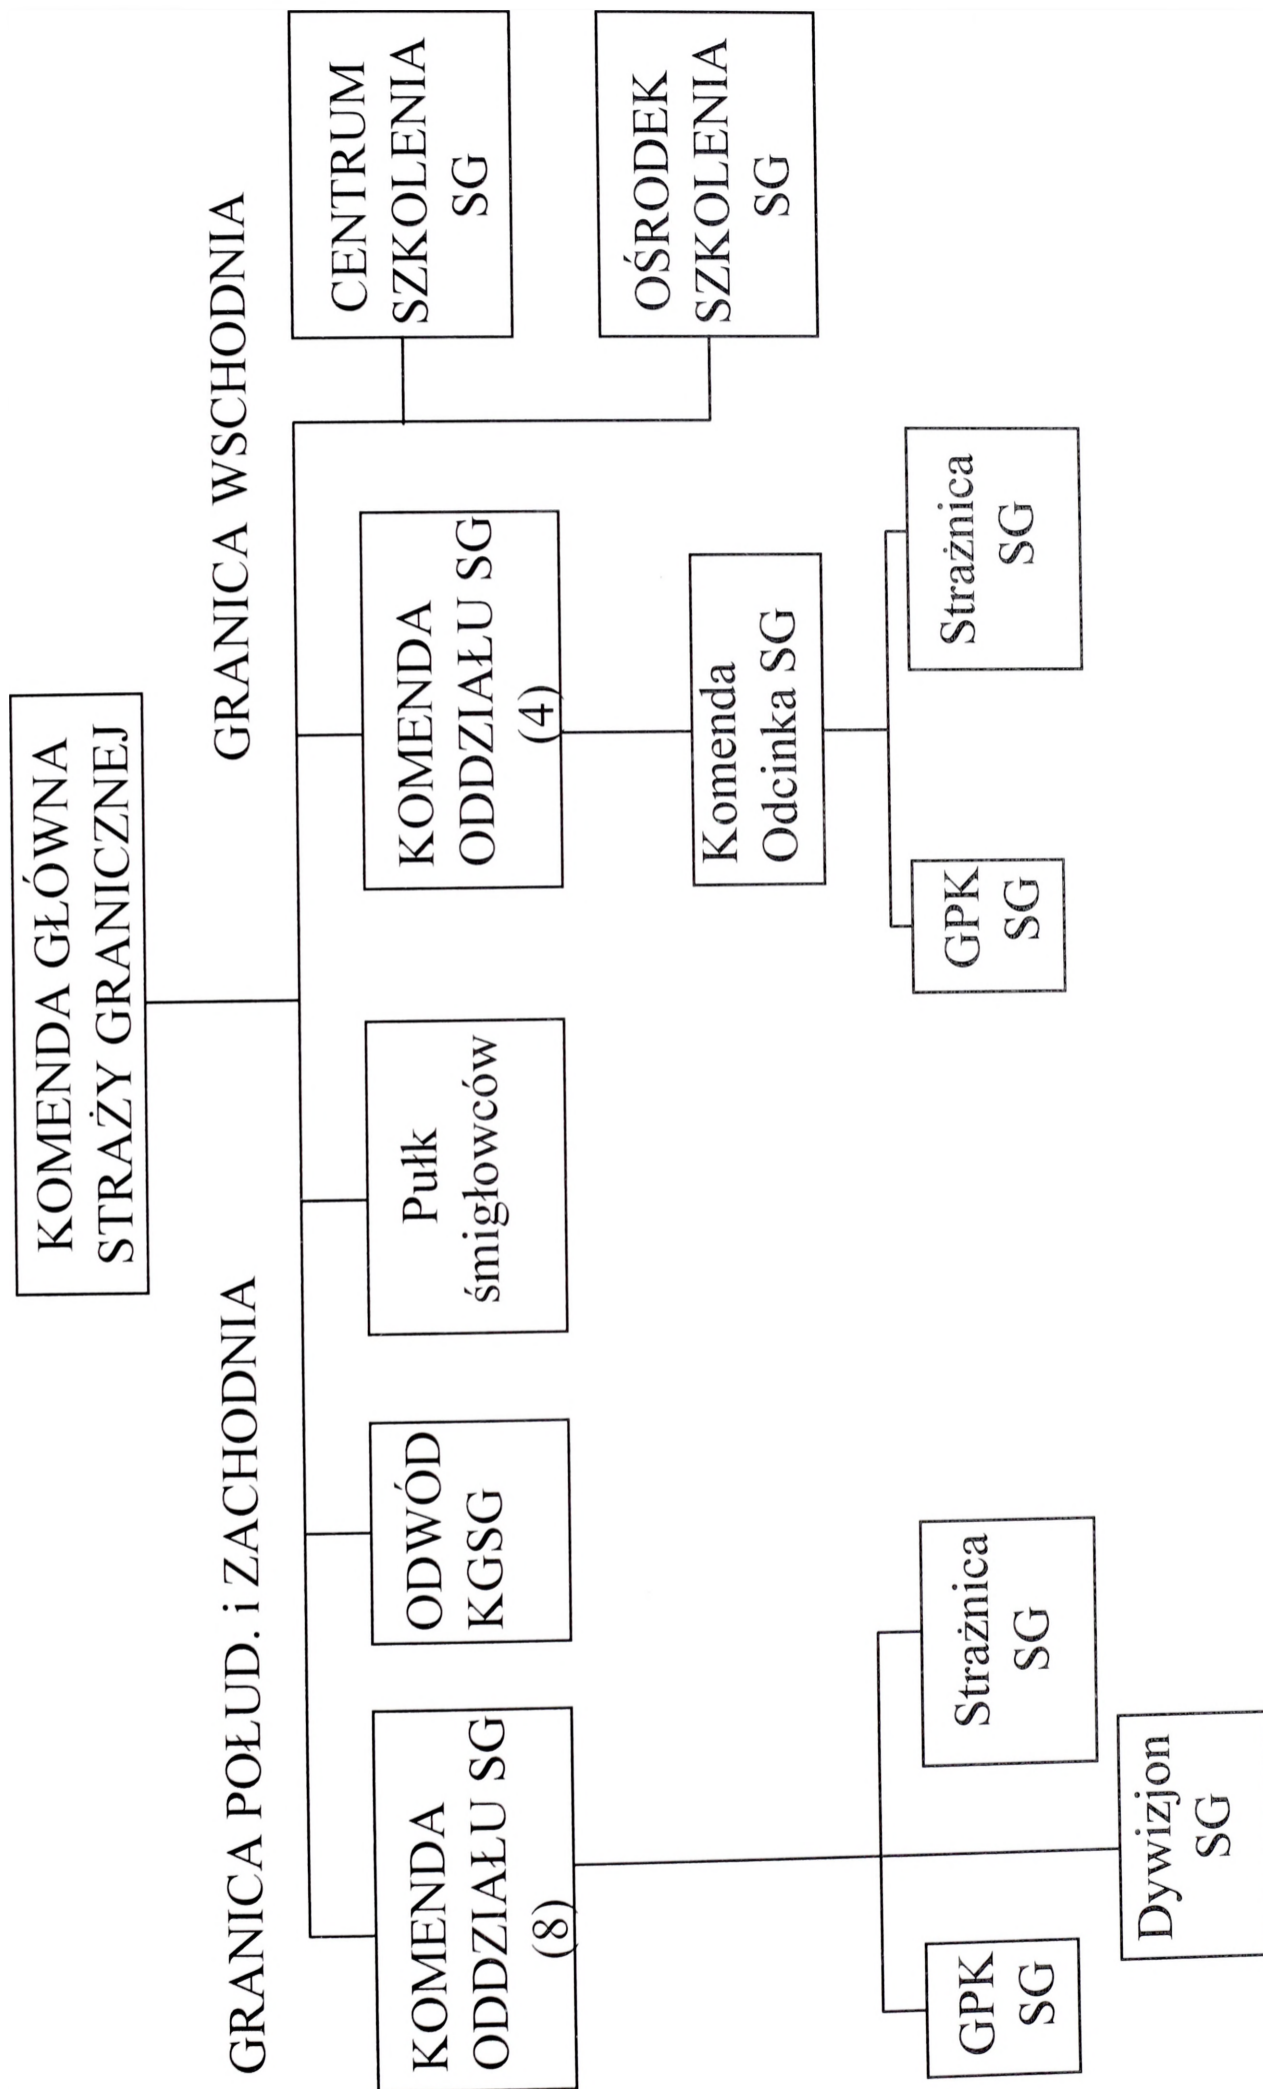 KOMENDA GŁÓWNA
STRAŻY GRANICZNEJ
GRANICA POŁUD. i ZACHODNIA
GRANICA WSCHODNIA
KOMENDA
ODDZIAŁU SG
(8)
ODWÓD
KGSG
Pułk
śmigłowców
KOMENDA
ODDZIAŁU SG
(4)
CENTRUM
SZKOLENIA
SG
OŚRODEK
SZKOLENIA
SG
Komenda
Odcinka SG
GPK
SG
Strażnica
SG
Dywizjon
SG
GPK
SG
Strażnica
SG